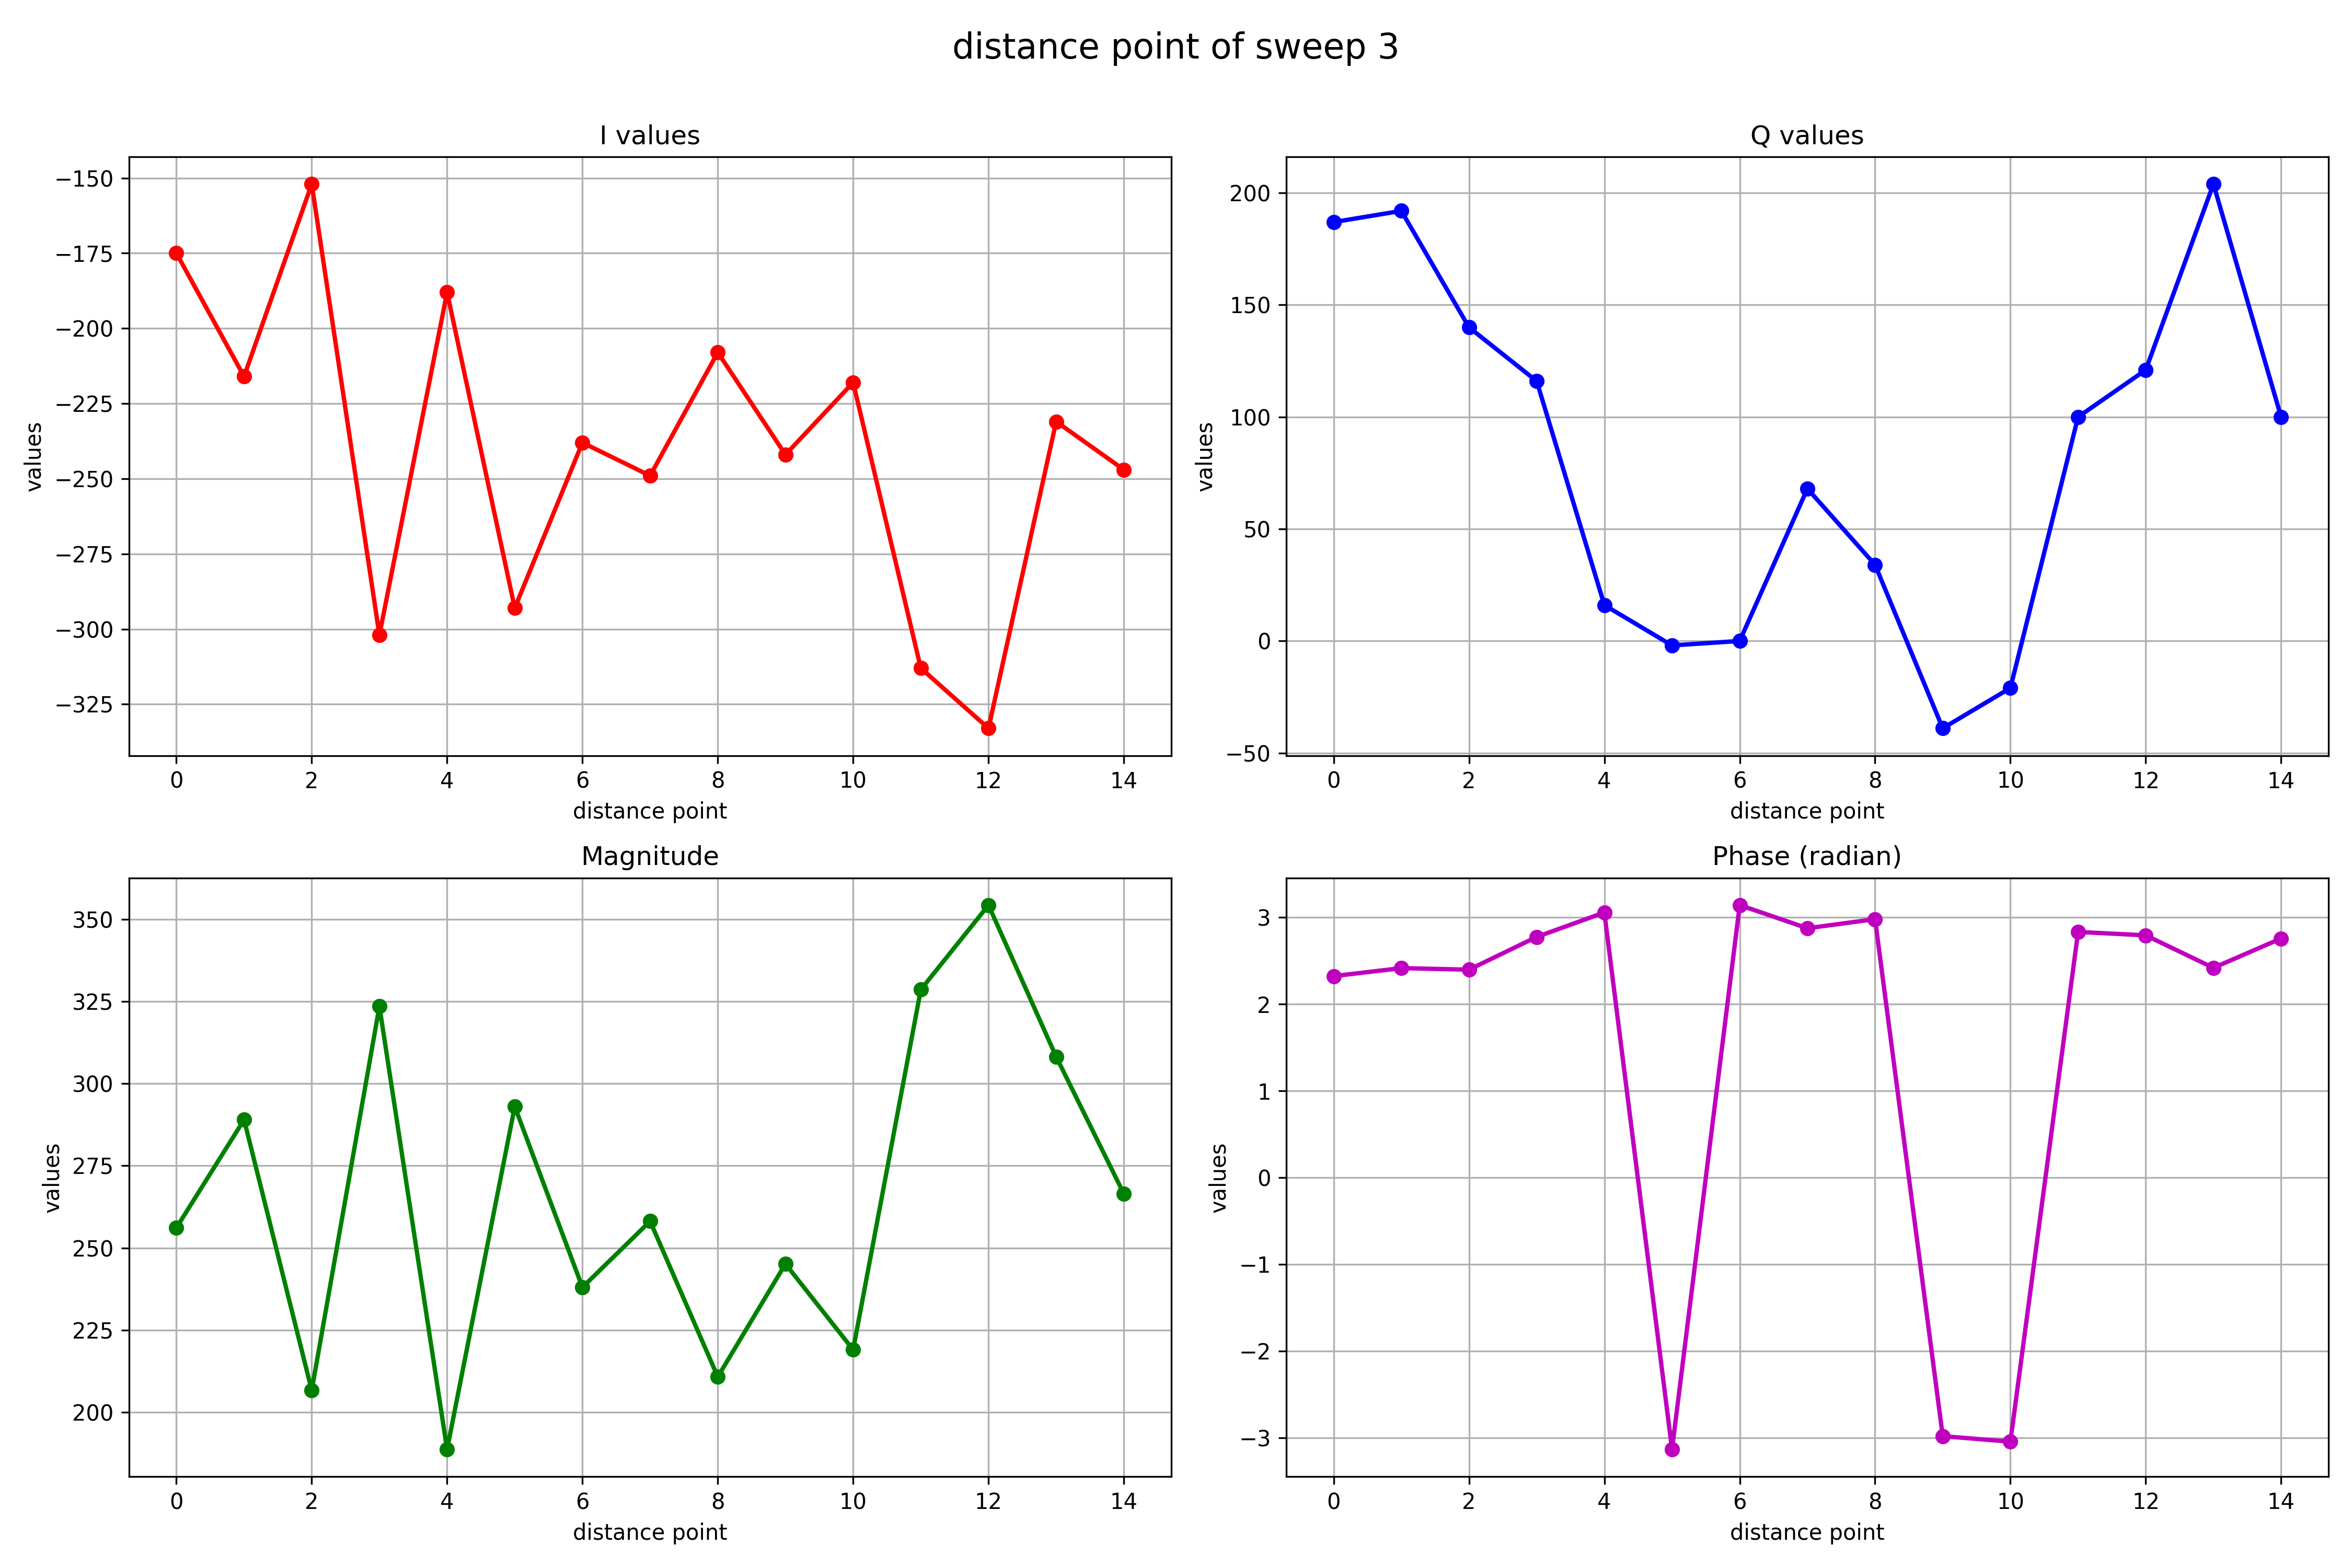 distance point of sweep 3
I values
−150
−175
−200
−225
−250
−275
−300
−325
values
0 2 4 6 8 10 12 14
distance point
Q values
200
150
100
50
0
−50
values
0 2 4 6 8 10 12 14
distance point
Magnitude
350
325
300
275
250
225
200
values
0 2 4 6 8 10 12 14
distance point
Phase (radian)
3
2
1
0
−1
−2
−3
values
0 2 4 6 8 10 12 14
distance point